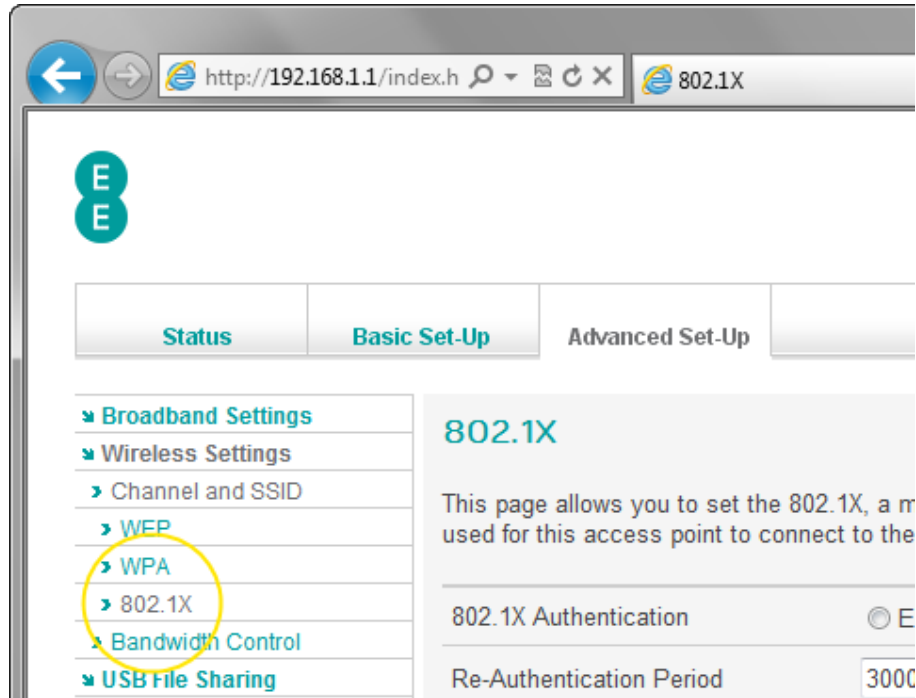 http://192.168.1.1/index.h
802.1X
E
E
Status
Basic Set-Up
Advanced Set-Up
Broadband Settings
Wireless Settings
Channel and SSID
WEP
WPA
802.1X
Bandwidth Control
USB File Sharing
802.1X
This page allows you to set the 802.1X, a m
used for this access point to connect to the
802.1X Authentication
E
Re-Authentication Period
3000